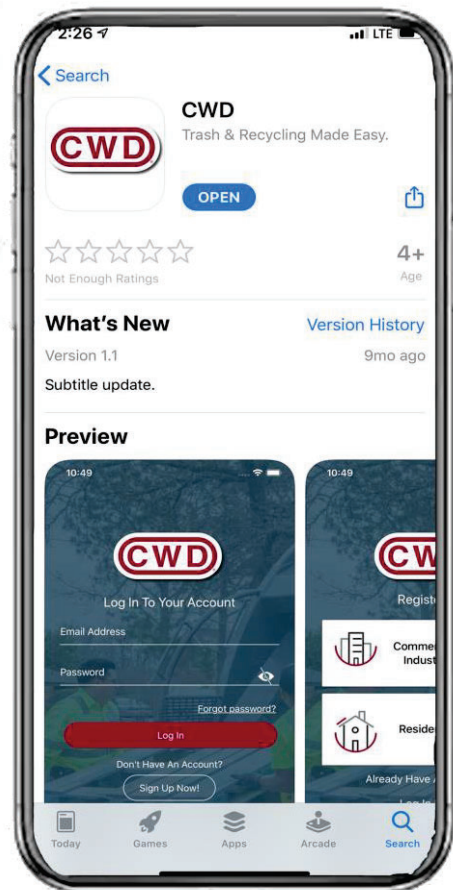 2:26
LTE
Search
CWD
CWD
Trash & Recycling Made Easy.
OPEN
4+
Not Enough Ratings
Age
What's New
Version History
Version 1.1
9mo ago
Subtitle update.
Preview
10:49
CWD
Log In To Your Account
Email Address
Password
Forgot password?
Log In
Don't Have An Account?
Sign Up Now!
10:49
CW
Regist
Comme
Indust
Reside
Already Have
Today
Games
Apps
Arcade
Search